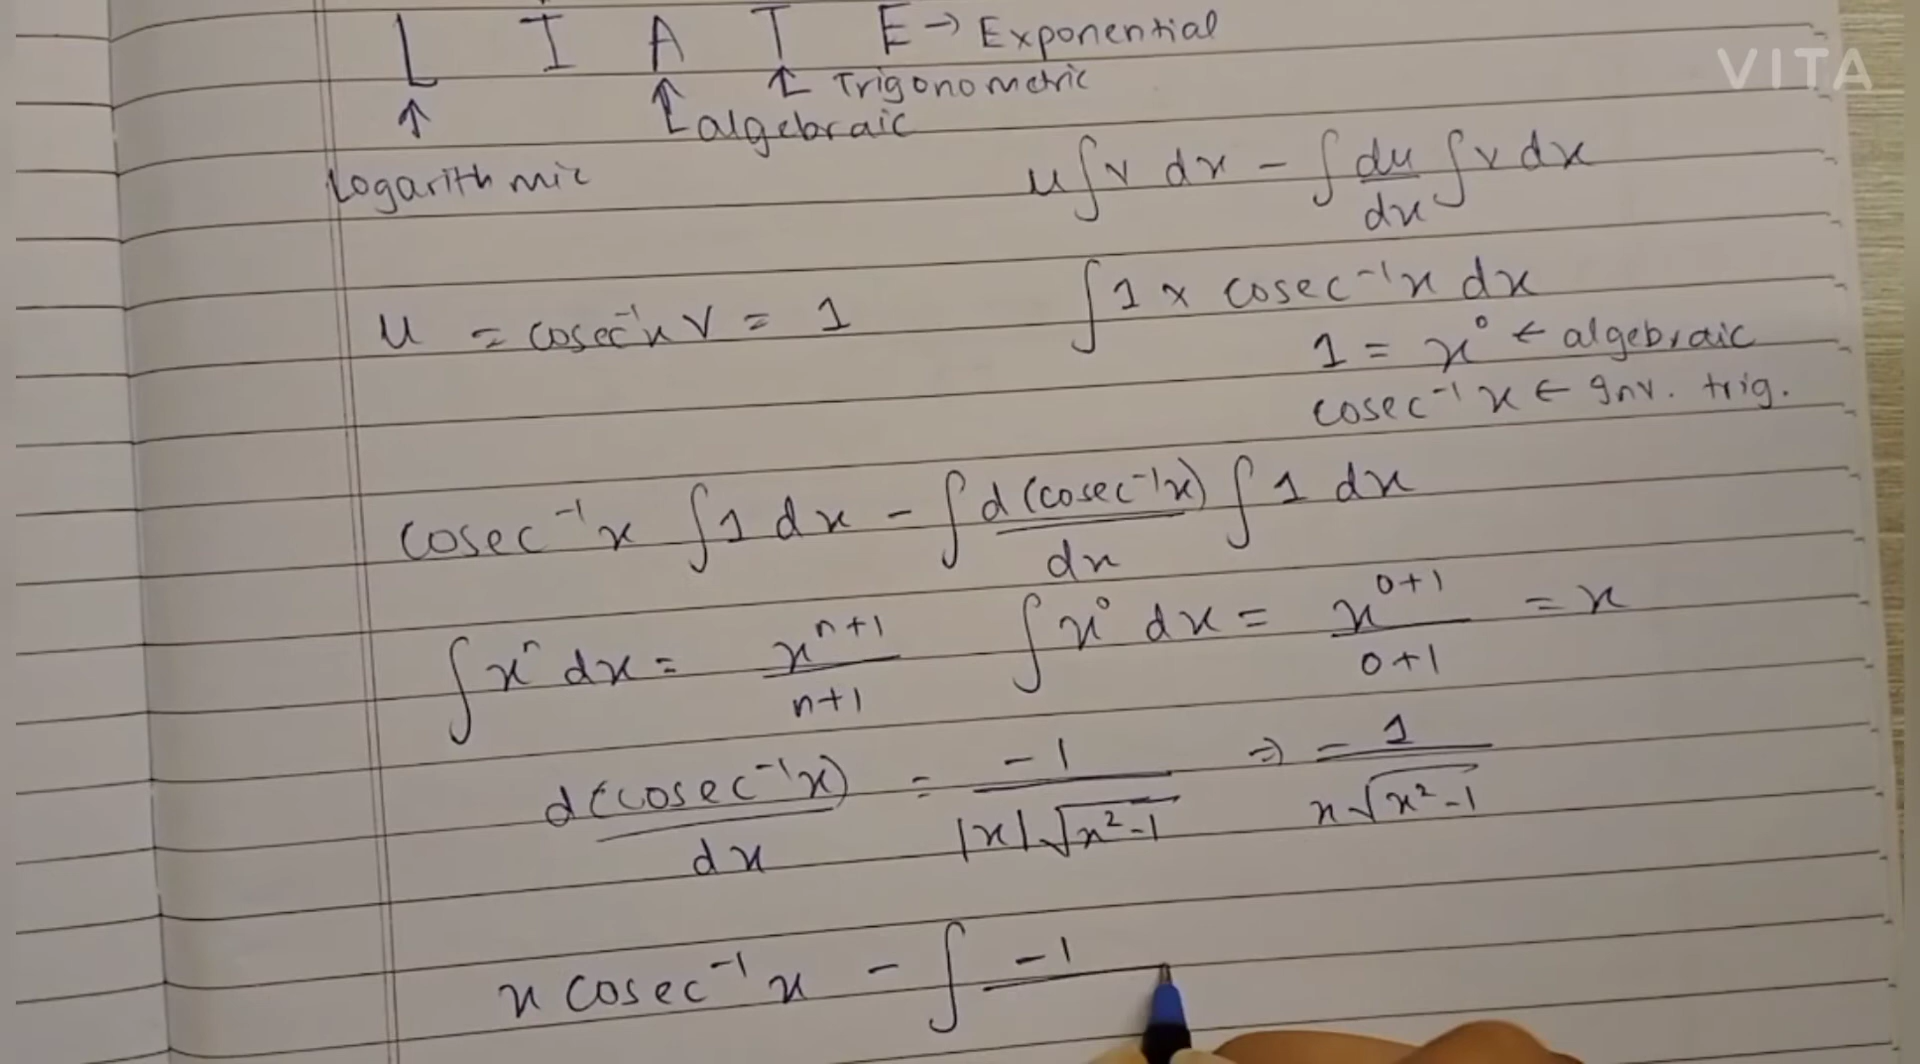 L I A T E → Exponential
VITA
↑ ↑ algebraic ↑ Trigonometric
Logarithmic
u∫v dx - ∫du/dx ∫v dx
u = cosec⁻¹x v = 1
∫1 x cosec⁻¹x dx
1 = x⁰ ← algebraic
cosec⁻¹x ← Inv. trig.
cosec⁻¹x ∫1 dx - ∫d(cosec⁻¹x)/dx ∫1 dx
∫xⁿ dx = xⁿ⁺¹/n+1 ∫x⁰ dx = x⁰⁺¹/0+1 = x
d(cosec⁻¹x)/dx = -1/|x|√x²-1 ⇒ -1/x√x²-1
x cosec⁻¹x - ∫-1